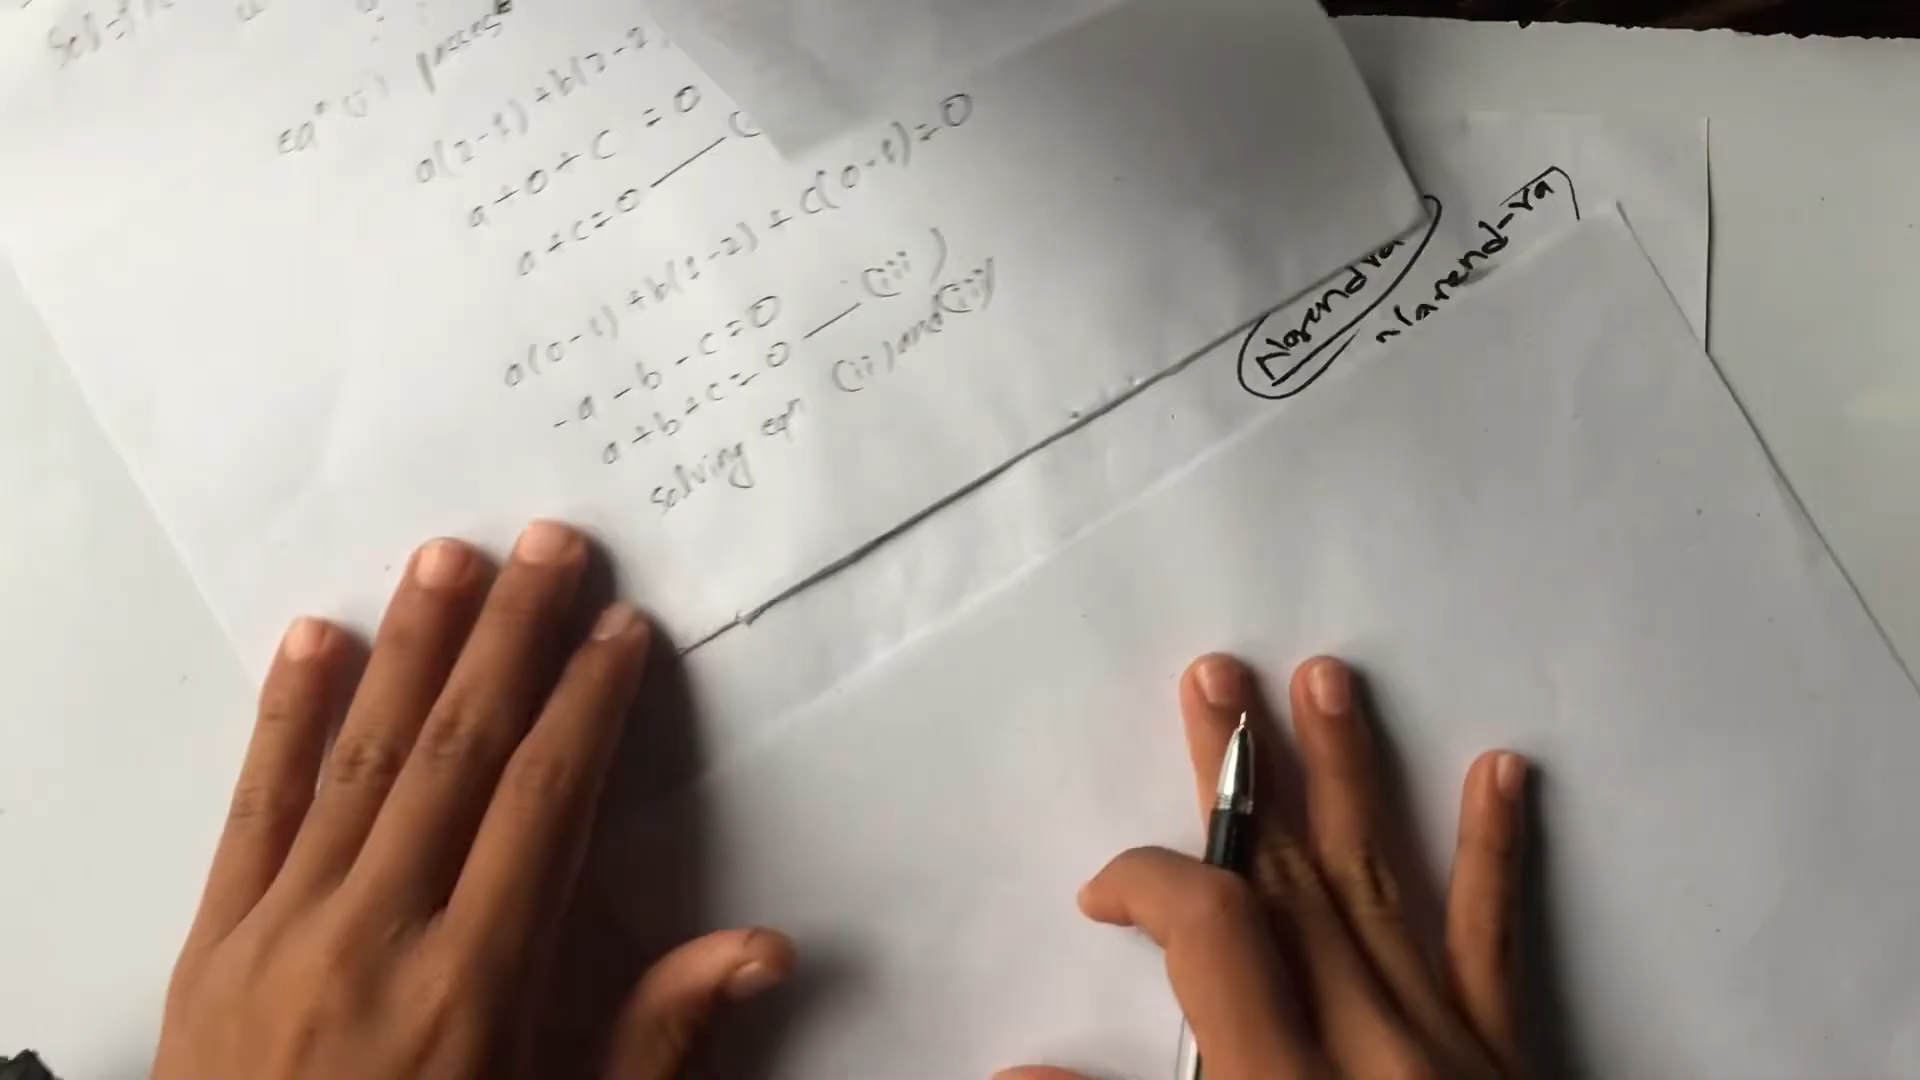 eqn (i) passes
a(2-1) + b(2-2
a + 0 + c = 0
a + c = 0 — (
a(0-1) + b(1-2) + c(0-1) = 0
-a - b - c = 0
a + b + c = 0 — (iii)
solving eqn (ii) and (iii)
Narendra
narend-ra